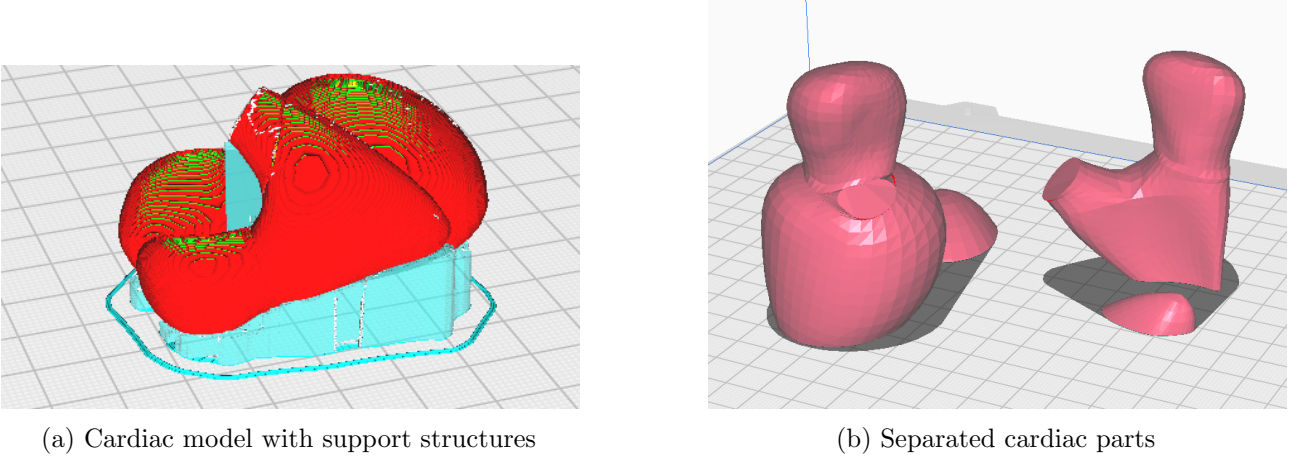 (a) Cardiac model with support structures
(b) Separated cardiac parts